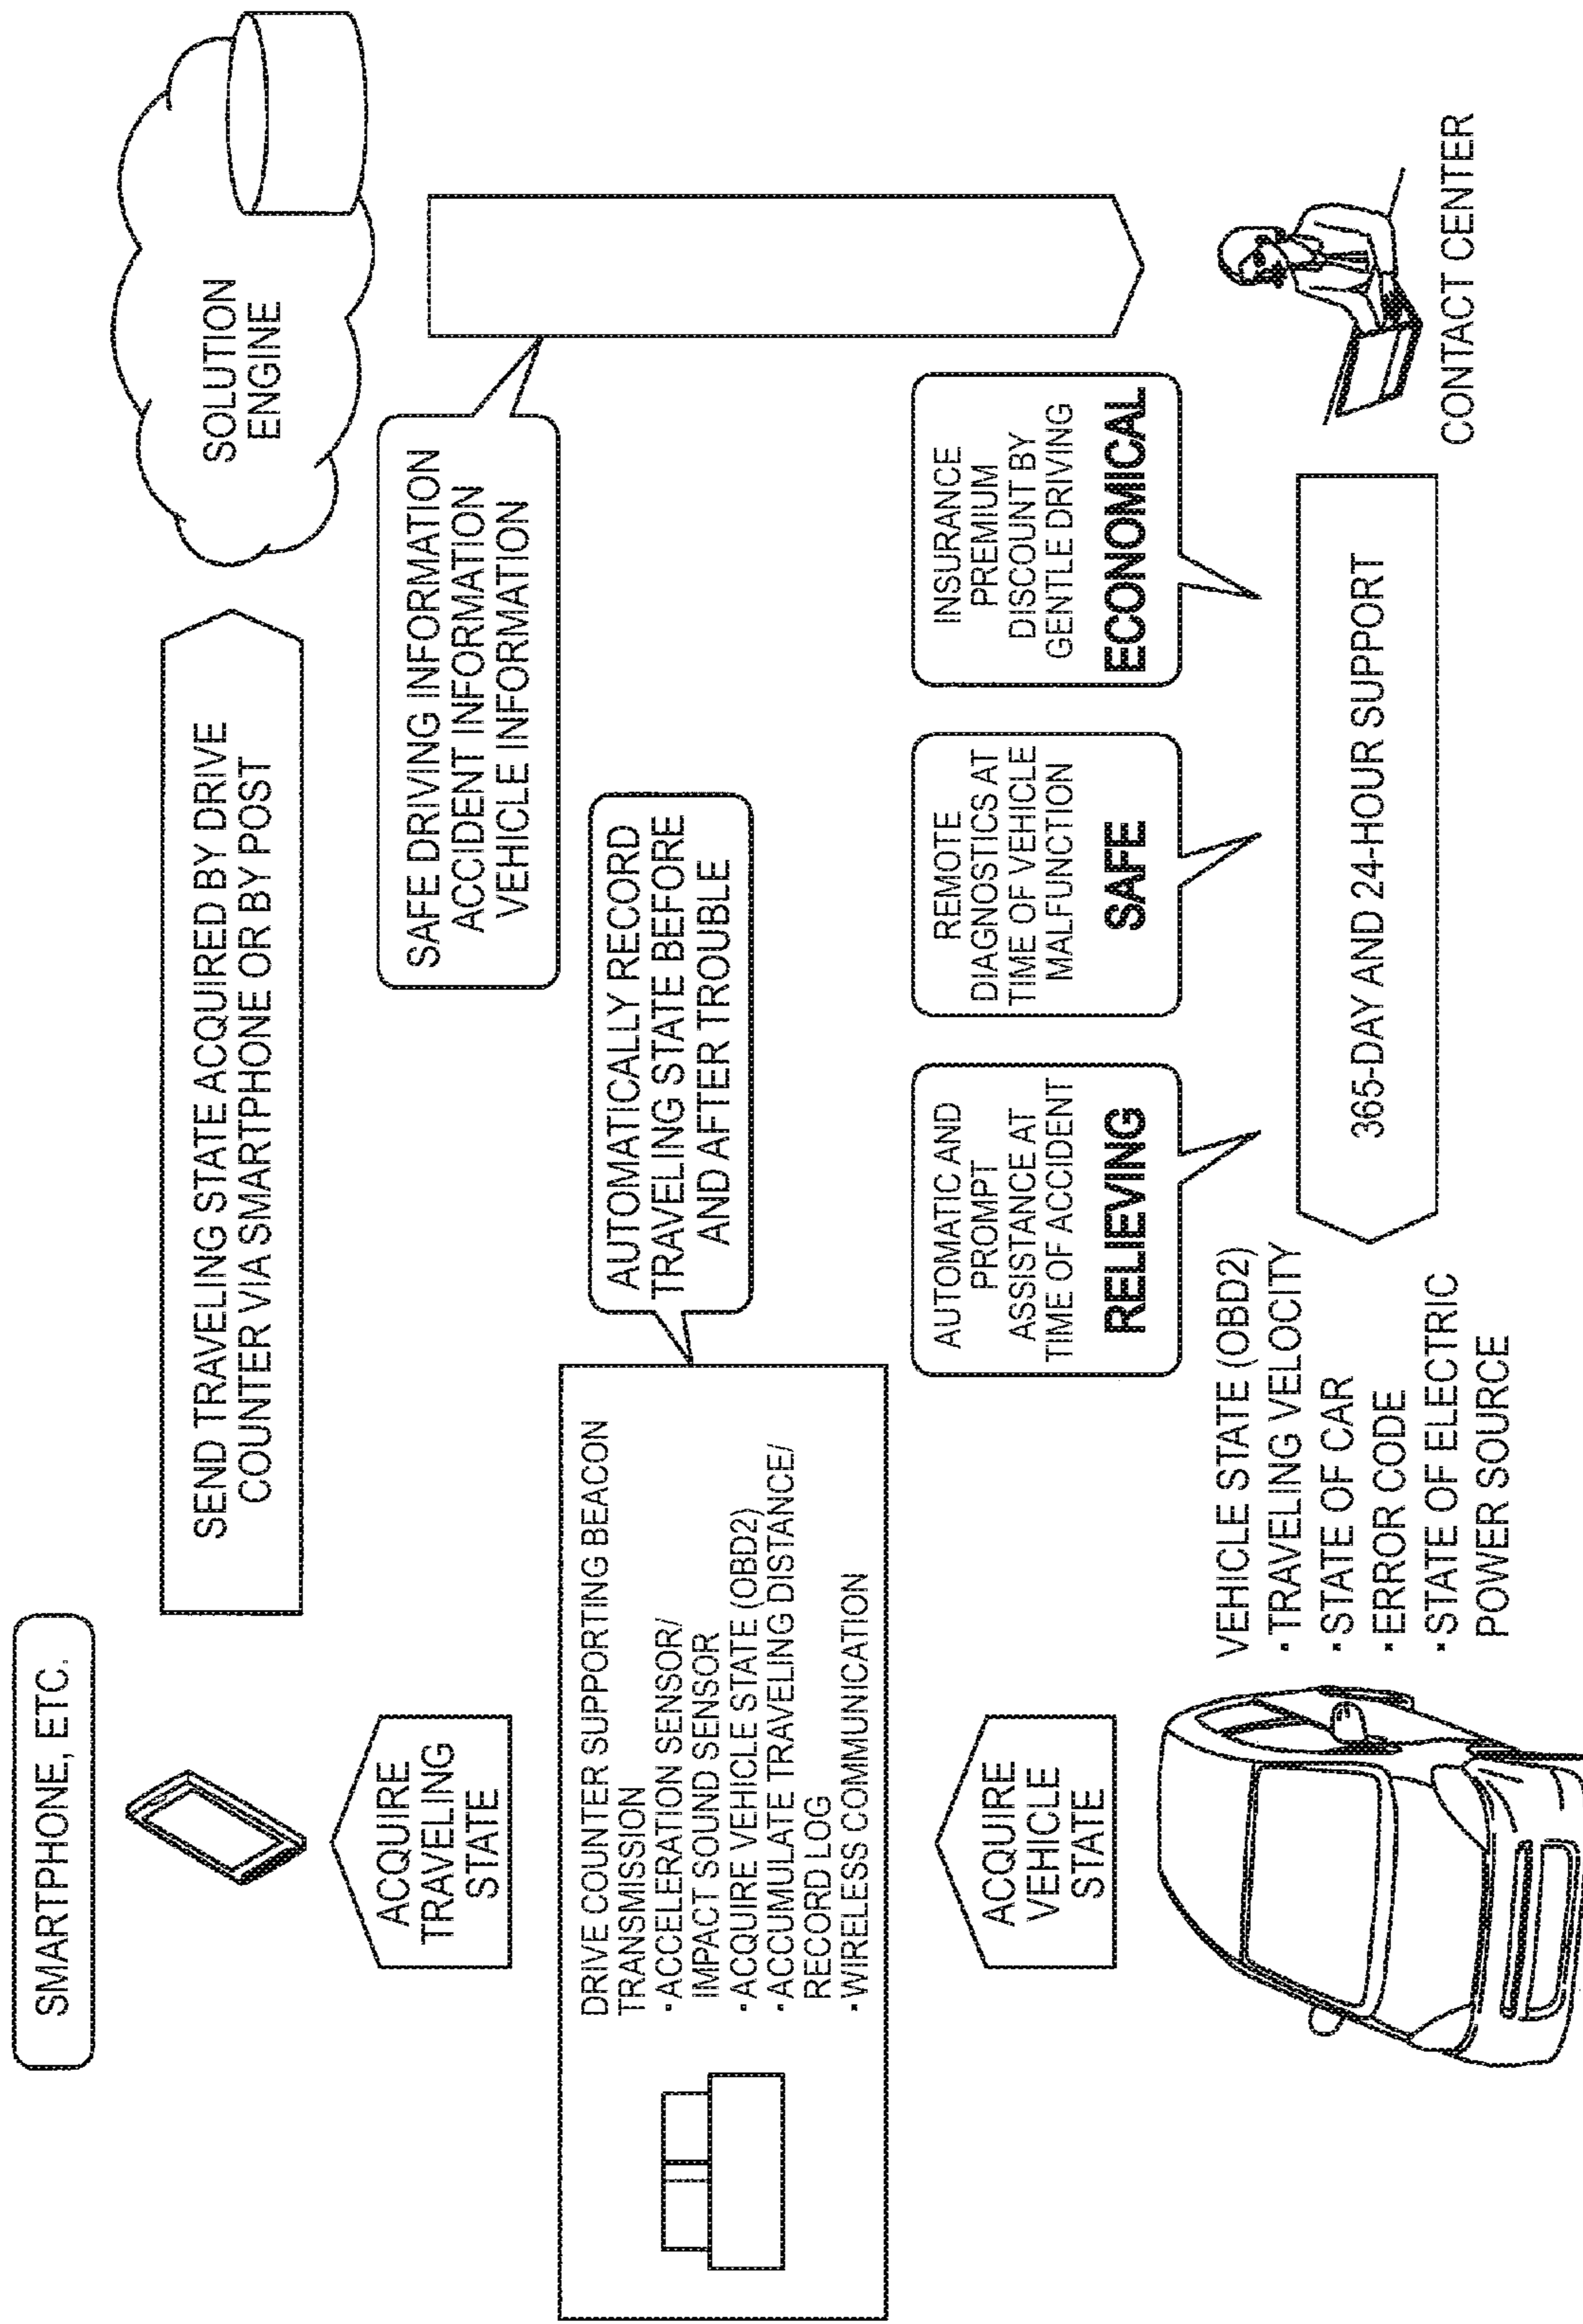 SMARTPHONE, ETC.
SEND TRAVELING STATE ACQUIRED BY DRIVE
COUNTER VIA SMARTPHONE OR BY POST
SOLUTION
ENGINE
ACQUIRE
TRAVELING
STATE
SAFE DRIVING INFORMATION
ACCIDENT INFORMATION
VEHICLE INFORMATION
DRIVE COUNTER SUPPORTING BEACON
TRANSMISSION
・ACCELERATION SENSOR/
IMPACT SOUND SENSOR
・ACQUIRE VEHICLE STATE (OBD2)
・ACCUMULATE TRAVELING DISTANCE/
RECORD LOG
・WIRELESS COMMUNICATION
AUTOMATICALLY RECORD
TRAVELING STATE BEFORE
AND AFTER TROUBLE
ACQUIRE
VEHICLE
STATE
AUTOMATIC AND
PROMPT
ASSISTANCE AT
TIME OF ACCIDENT
RELIEVING
REMOTE
DIAGNOSTICS AT
TIME OF VEHICLE
MALFUNCTION
SAFE
INSURANCE
PREMIUM
DISCOUNT BY
GENTLE DRIVING
ECONOMICAL
VEHICLE STATE (OBD2)
・TRAVELING VELOCITY
・STATE OF CAR
・ERROR CODE
・STATE OF ELECTRIC
POWER SOURCE
365-DAY AND 24-HOUR SUPPORT
CONTACT CENTER